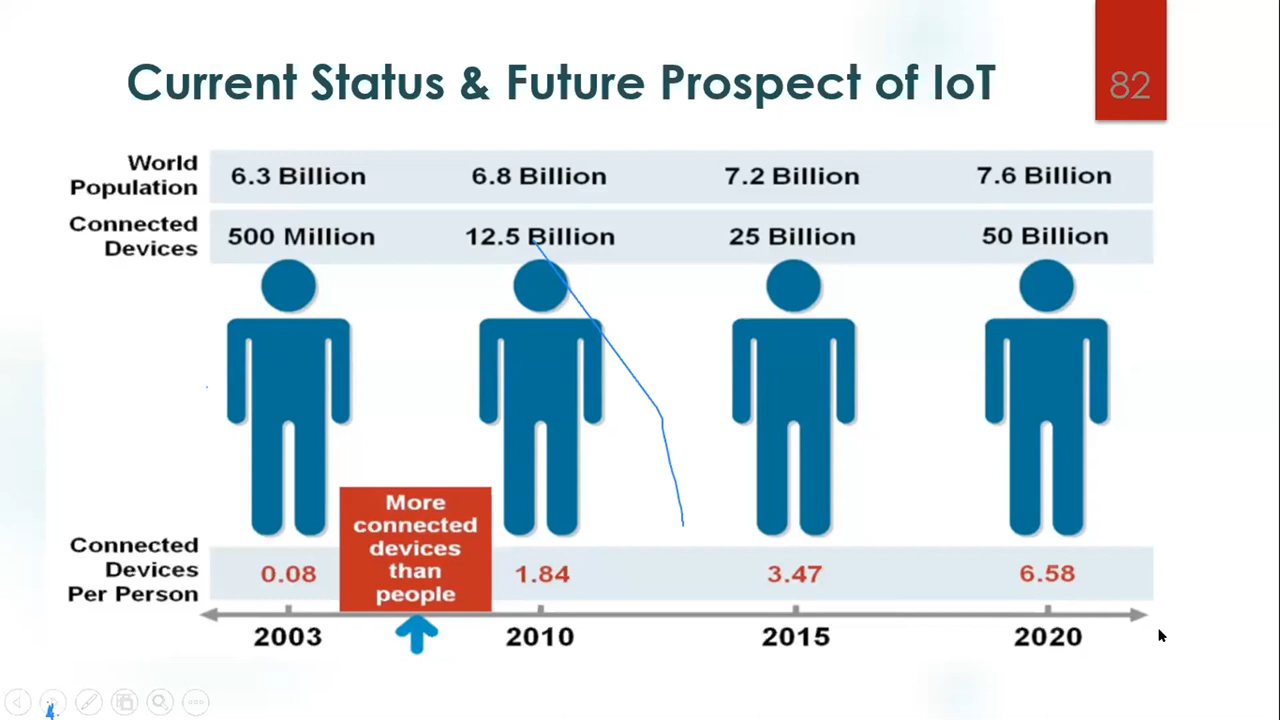 Current Status & Future Prospect of IoT
82
World
Population
6.3 Billion 6.8 Billion 7.2 Billion 7.6 Billion
Connected
Devices
500 Million 12.5 Billion 25 Billion 50 Billion
More
connected
devices
than
people
Connected
Devices
Per Person
0.08 1.84 3.47 6.58
2003 2010 2015 2020